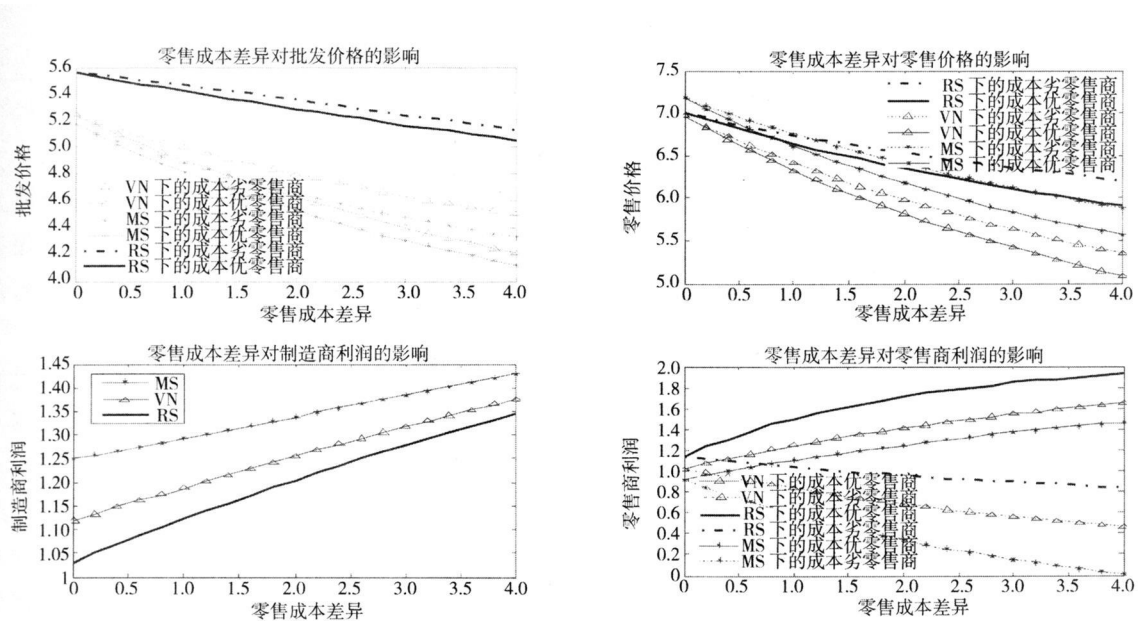 零售成本差异对批发价格的影响
5.6
5.4
5.2
5.0
4.8
4.6
4.4
4.2
4.0
批发价格
VN 下的成本劣零售商
VN 下的成本优零售商
MS 下的成本劣零售商
MS 下的成本优零售商
RS 下的成本劣零售商
RS 下的成本优零售商
0 0.5 1.0 2.0 3.0 3.5 4.0
零售成本差异
零售成本差异对零售价格的影响
7.5
7.0
6.5
6.0
5.5
5.0
零售价格
RS 下的成本劣零售商
RS 下的成本优零售商
VN 下的成本劣零售商
VN 下的成本优零售商
MS 下的成本劣零售商
MS 下的成本优零售商
0 0.5 1.0 1.5 2.0 2.5 3.0 3.5 4.0
零售成本差异
零售成本差异对制造商利润的影响
1.45
1.40
1.35
1.30
1.25
1.20
1.15
1.10
1.05
1
制造商利润
MS
VN
RS
0.0 0.5 1.0 1.5 2.0 2.5 3.0 3.5 4.0
零售成本差异
零售成本差异对零售商利润的影响
2.0
1.8
1.6
1.4
1.2
1.0
0.8
0.6
0.4
0.2
0
零售商利润
VN 下的成本优零售商
VN 下的成本劣零售商
RS 下的成本优零售商
RS 下的成本劣零售商
MS 下的成本优零售商
MS 下的成本劣零售商
0.0 0.5 1.0 1.5 2.0 2.5 3.0 3.5 4.0
零售成本差异